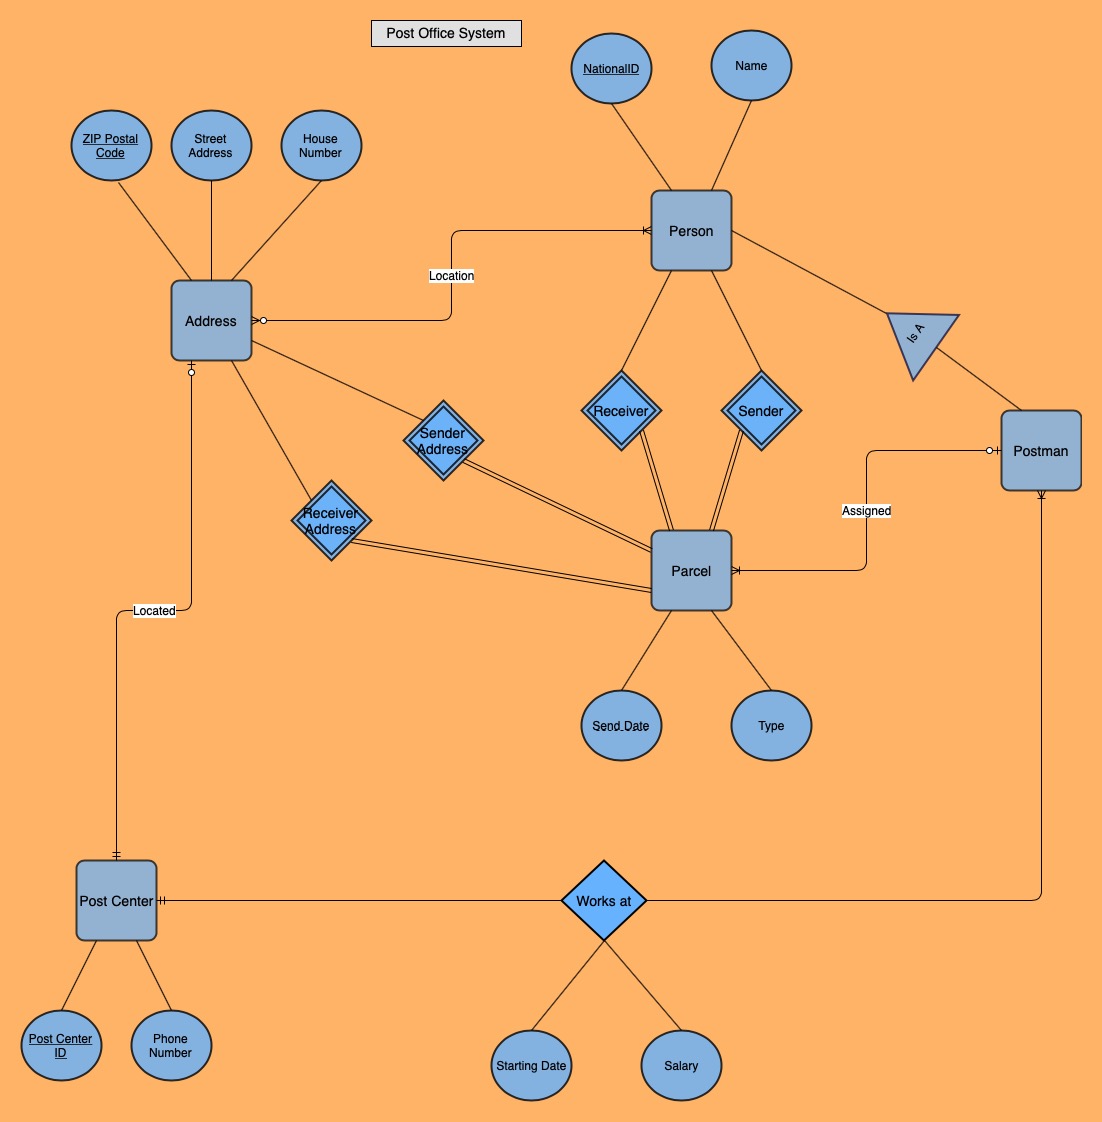 Post Office System
NationalID
Name
ZIP Postal
Code
Street
Address
House
Number
Person
Location
Address
Is A
Receiver
Sender
Sender
Address
Postman
Receiver
Address
Assigned
Parcel
Located
Send Date
Type
Post Center
Works at
Post Center
ID
Phone
Number
Starting Date
Salary